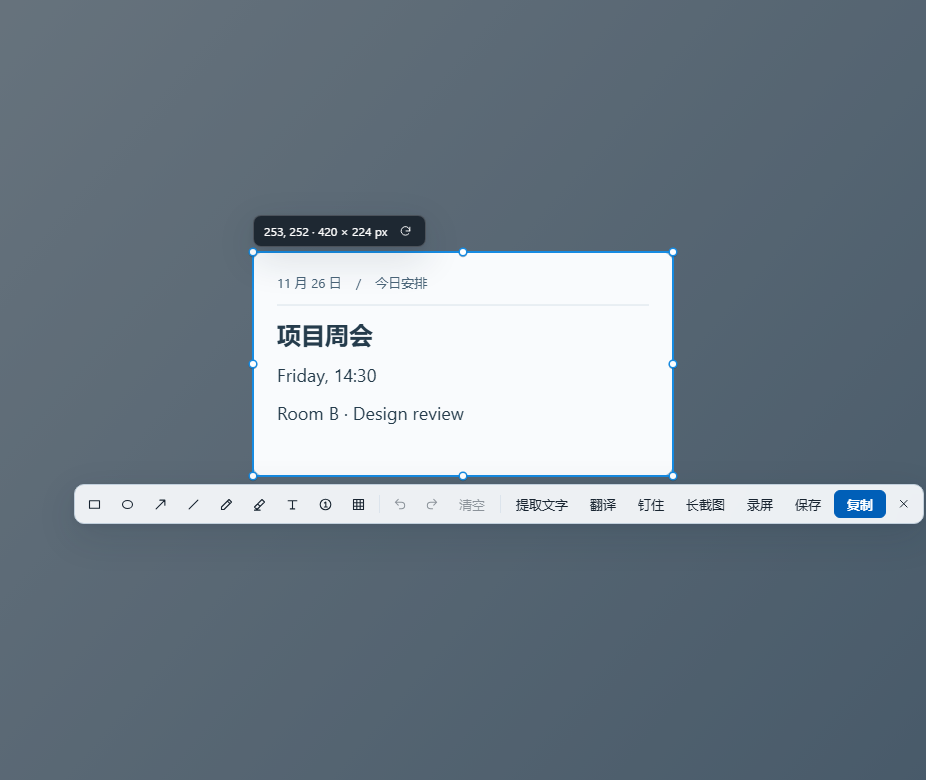 253, 252 · 420 × 224 px
11 月 26 日 / 今日安排
项目周会
Friday, 14:30
Room B · Design review
T 1 清空 提取文字 翻译 钉住 长截图 录屏 保存 复制